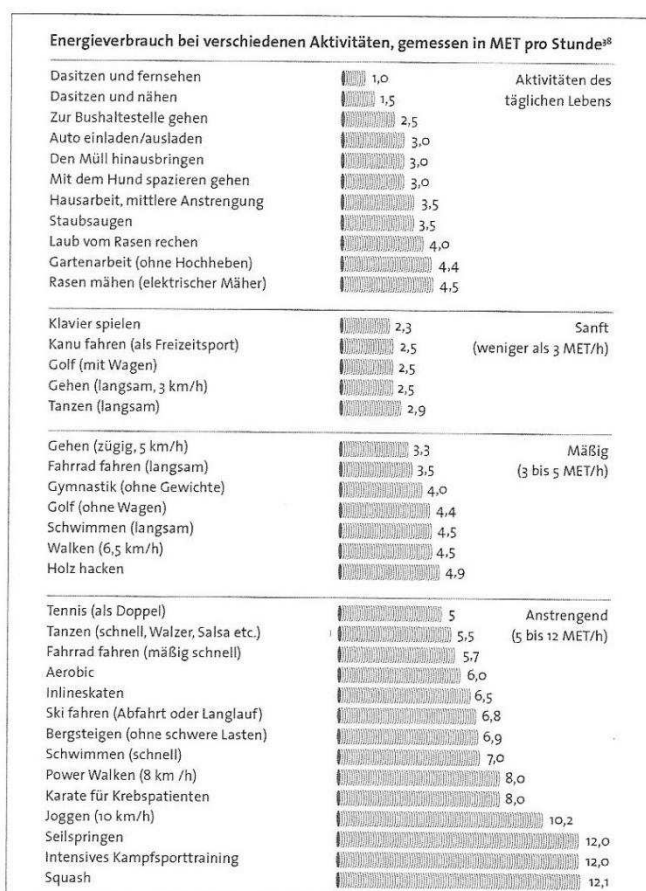 Energieverbrauch bei verschiedenen Aktivitäten, gemessen in MET pro Stunde³⁸
Dasitzen und fernsehen 1,0 Aktivitäten des
Dasitzen und nähen 1,5 täglichen Lebens
Zur Bushaltestelle gehen 2,5
Auto einladen/ausladen 3,0
Den Müll hinausbringen 3,0
Mit dem Hund spazieren gehen 3,0
Hausarbeit, mittlere Anstrengung 3,5
Staubsaugen 3,5
Laub vom Rasen rechen 4,0
Gartenarbeit (ohne Hochheben) 4,4
Rasen mähen (elektrischer Mäher) 4,5
Klavier spielen 2,3 Sanft
Kanu fahren (als Freizeitsport) 2,5 (weniger als 3 MET/h)
Golf (mit Wagen) 2,5
Gehen (langsam, 3 km/h) 2,5
Tanzen (langsam) 2,9
Gehen (zügig, 5 km/h) 3,3 Mäßig
Fahrrad fahren (langsam) 3,5 (3 bis 5 MET/h)
Gymnastik (ohne Gewichte) 4,0
Golf (ohne Wagen) 4,4
Schwimmen (langsam) 4,5
Walken (6,5 km/h) 4,5
Holz hacken 4,9
Tennis (als Doppel) 5 Anstrengend
Tanzen (schnell, Walzer, Salsa etc.) 5,5 (5 bis 12 MET/h)
Fahrrad fahren (mäßig schnell) 5,7
Aerobic 6,0
Inlineskaten 6,5
Ski fahren (Abfahrt oder Langlauf) 6,8
Bergsteigen (ohne schwere Lasten) 6,9
Schwimmen (schnell) 7,0
Power Walken (8 km /h) 8,0
Karate für Krebspatienten 8,0
Joggen (10 km/h) 10,2
Seilspringen 12,0
Intensives Kampfsporttraining 12,0
Squash 12,1